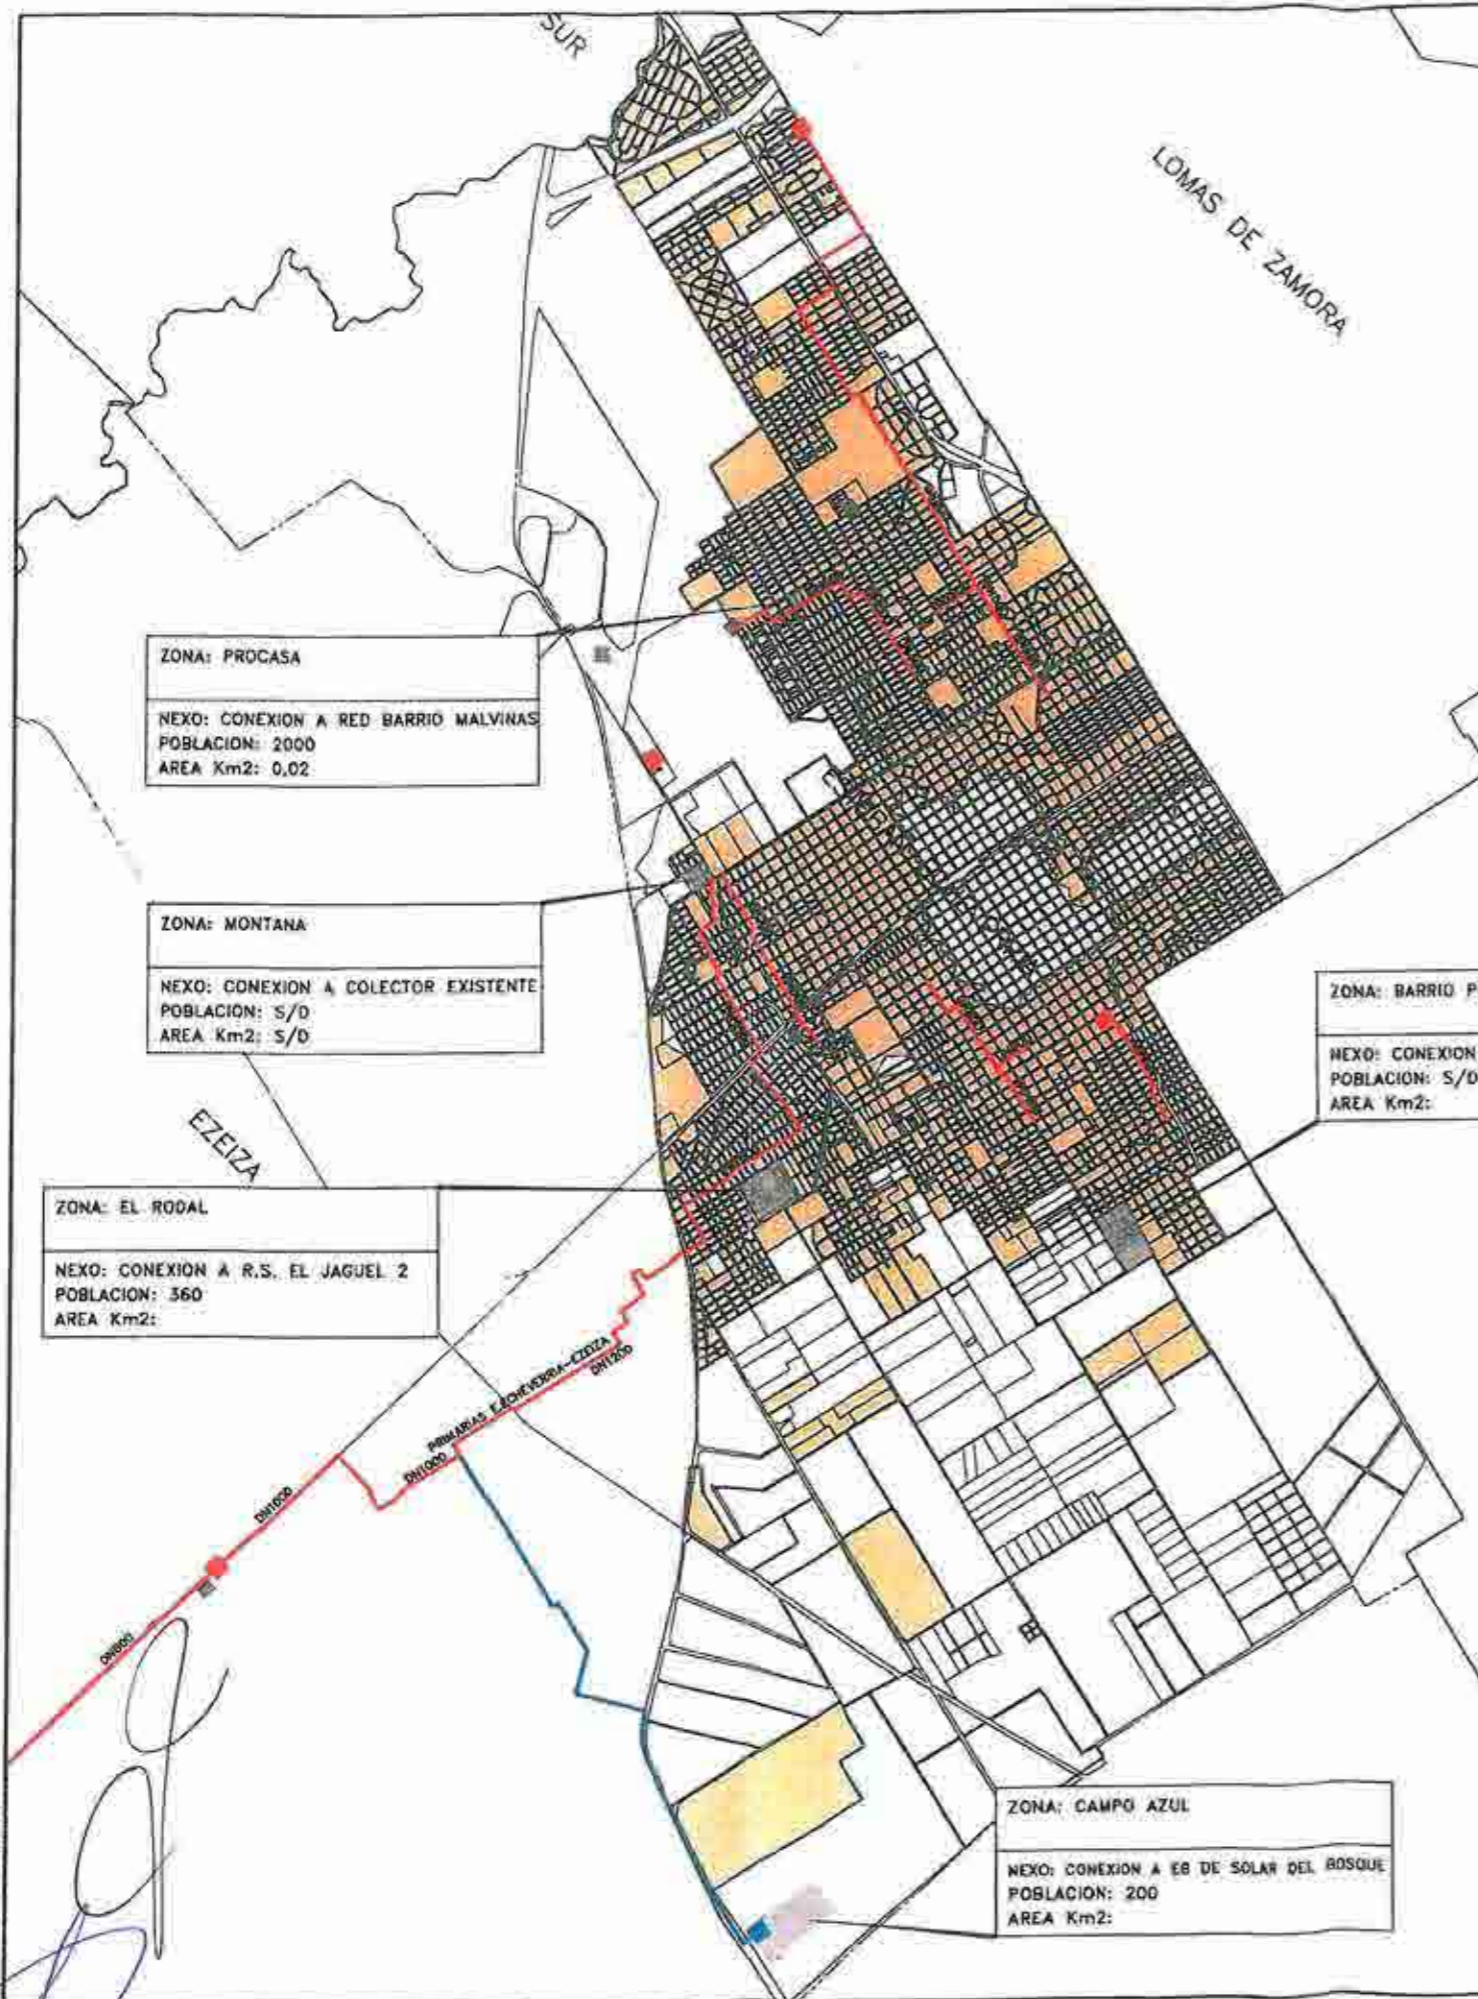 SUR
LOMAS DE ZAMORA
ZONA: PROCASA
NEXO: CONEXION A RED BARRIO MALVINAS
POBLACION: 2000
AREA Km2: 0,02
ZONA: MONTANA
NEXO: CONEXION A COLECTOR EXISTENTE
POBLACION: S/D
AREA Km2: S/D
ZONA: BARRIO P
NEXO: CONEXION
POBLACION: S/D
AREA Km2:
EZEIZA
ZONA: EL RODAL
NEXO: CONEXION A R.S. EL JAGUEL 2
POBLACION: 360
AREA Km2:
PRIMARIAS E.ECHEVERRIA-EZEIZA
DN1200
DN1000
DN1000
DN800
ZONA: CAMPO AZUL
NEXO: CONEXION A EB DE SOLAR DEL BOSQUE
POBLACION: 200
AREA Km2: